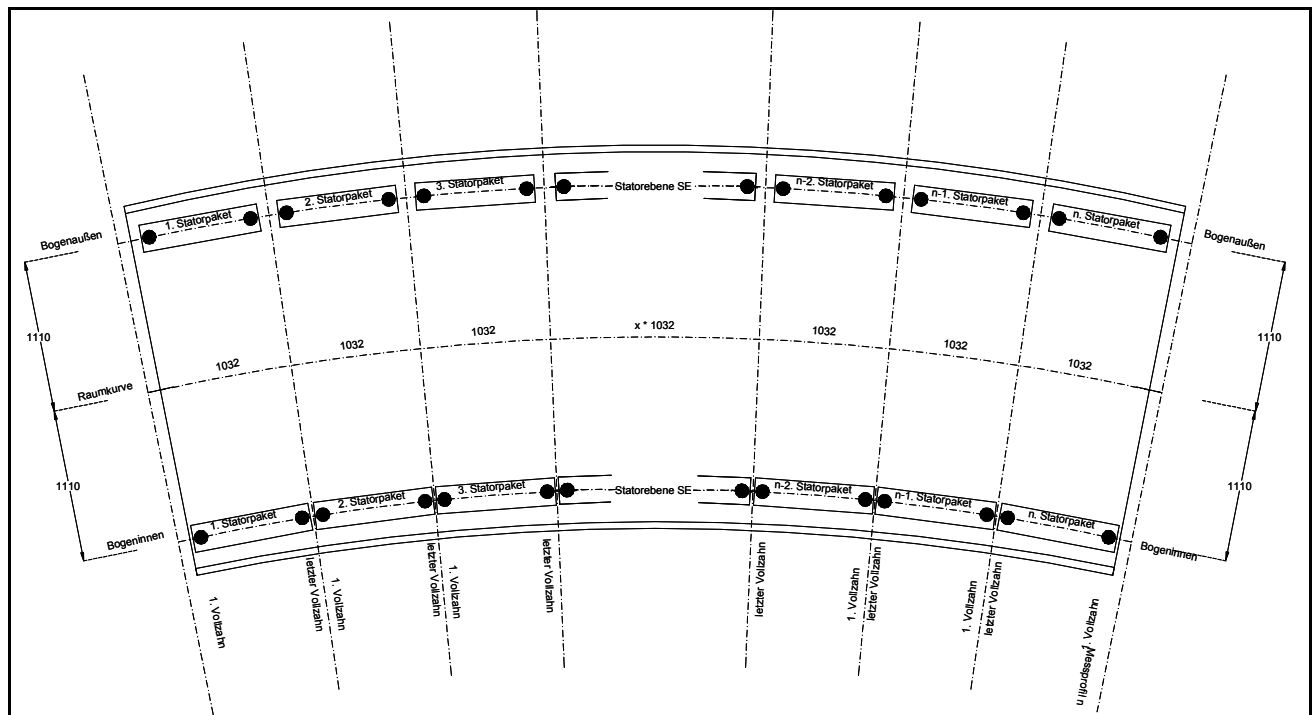 1. Statorpaket
2. Statorpaket
3. Statorpaket
Statorebene SE
n-2. Statorpaket
n-1. Statorpaket
n. Statorpaket
Bogenaußen
Bogenaußen
1110
1110
1032
1032
1032
x * 1032
1032
1032
1032
Raumkurve
1110
1110
1. Statorpaket
2. Statorpaket
3. Statorpaket
Statorebene SE
n-2. Statorpaket
n-1. Statorpaket
n. Statorpaket
Bogeninnen
Bogeninnen
1. Vollzahn
letzter Vollzahn
1. Vollzahn
letzter Vollzahn
1. Vollzahn
letzter Vollzahn
letzter Vollzahn
1. Vollzahn
letzter Vollzahn
1. Vollzahn
letzter Vollzahn
1. Vollzahn
Messprofil n